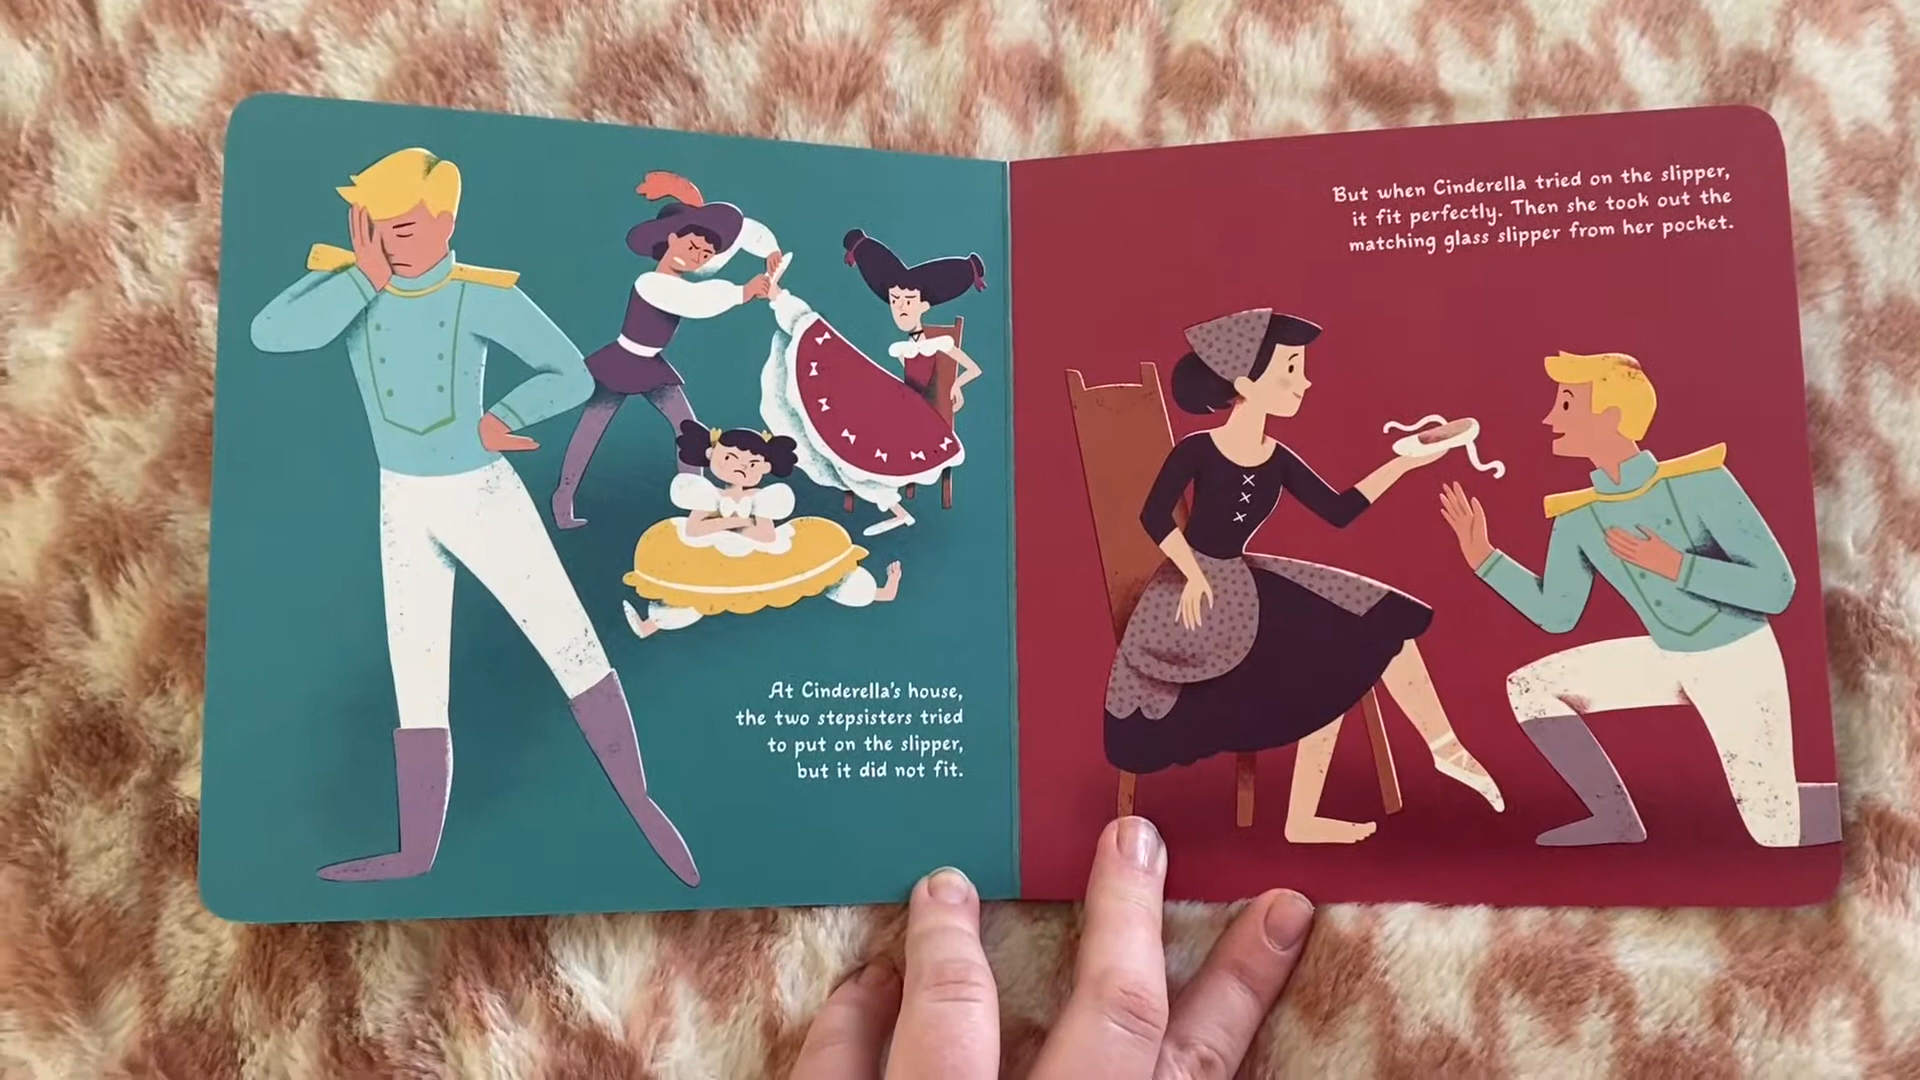 At Cinderella's house,
the two stepsisters tried
to put on the slipper,
but it did not fit.
But when Cinderella tried on the slipper,
it fit perfectly. Then she took out the
matching glass slipper from her pocket.